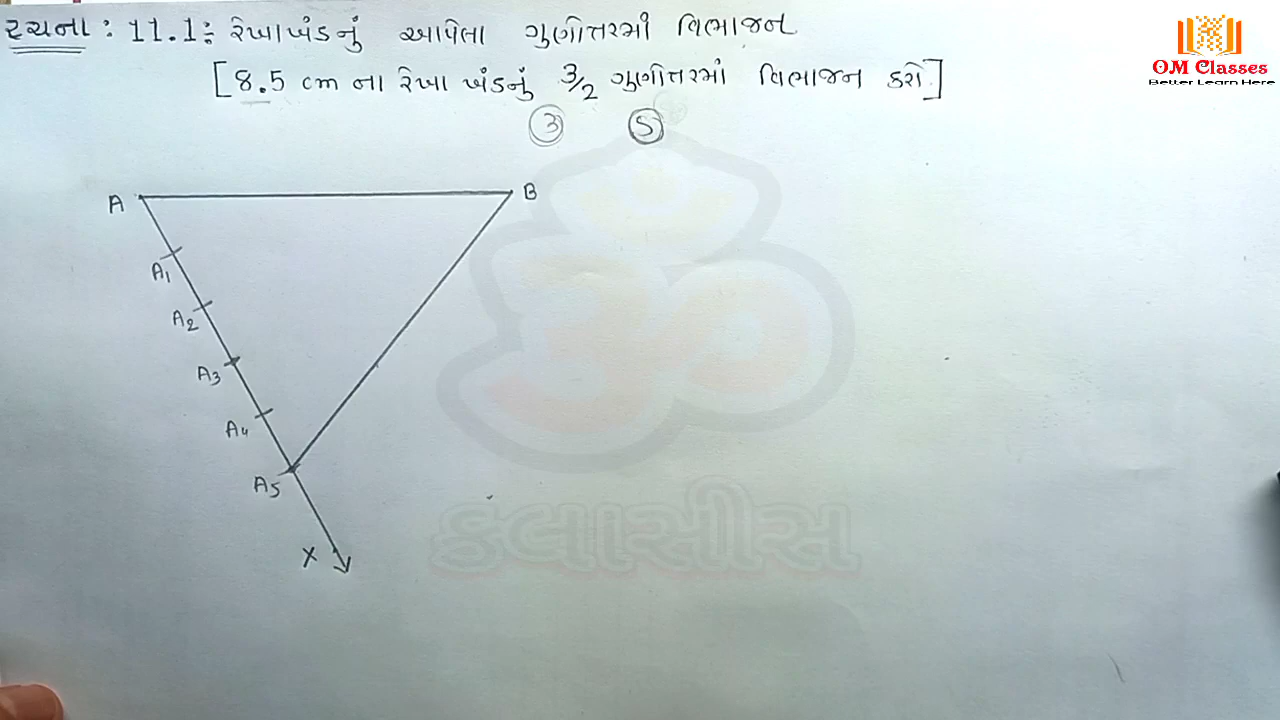 રચના : 11.1 : રેખાખંડનું આપેલા ગુણોત્તરમાં વિભાજન
[8.5 cm ના રેખા ખંડનું 3/2 ગુણોત્તરમાં વિભાજન કરો]
3 5
A B
A1
A2
A3
A4
A5
X
OM Classes
Better Learn Here
ૐ
ક્લાસીસ